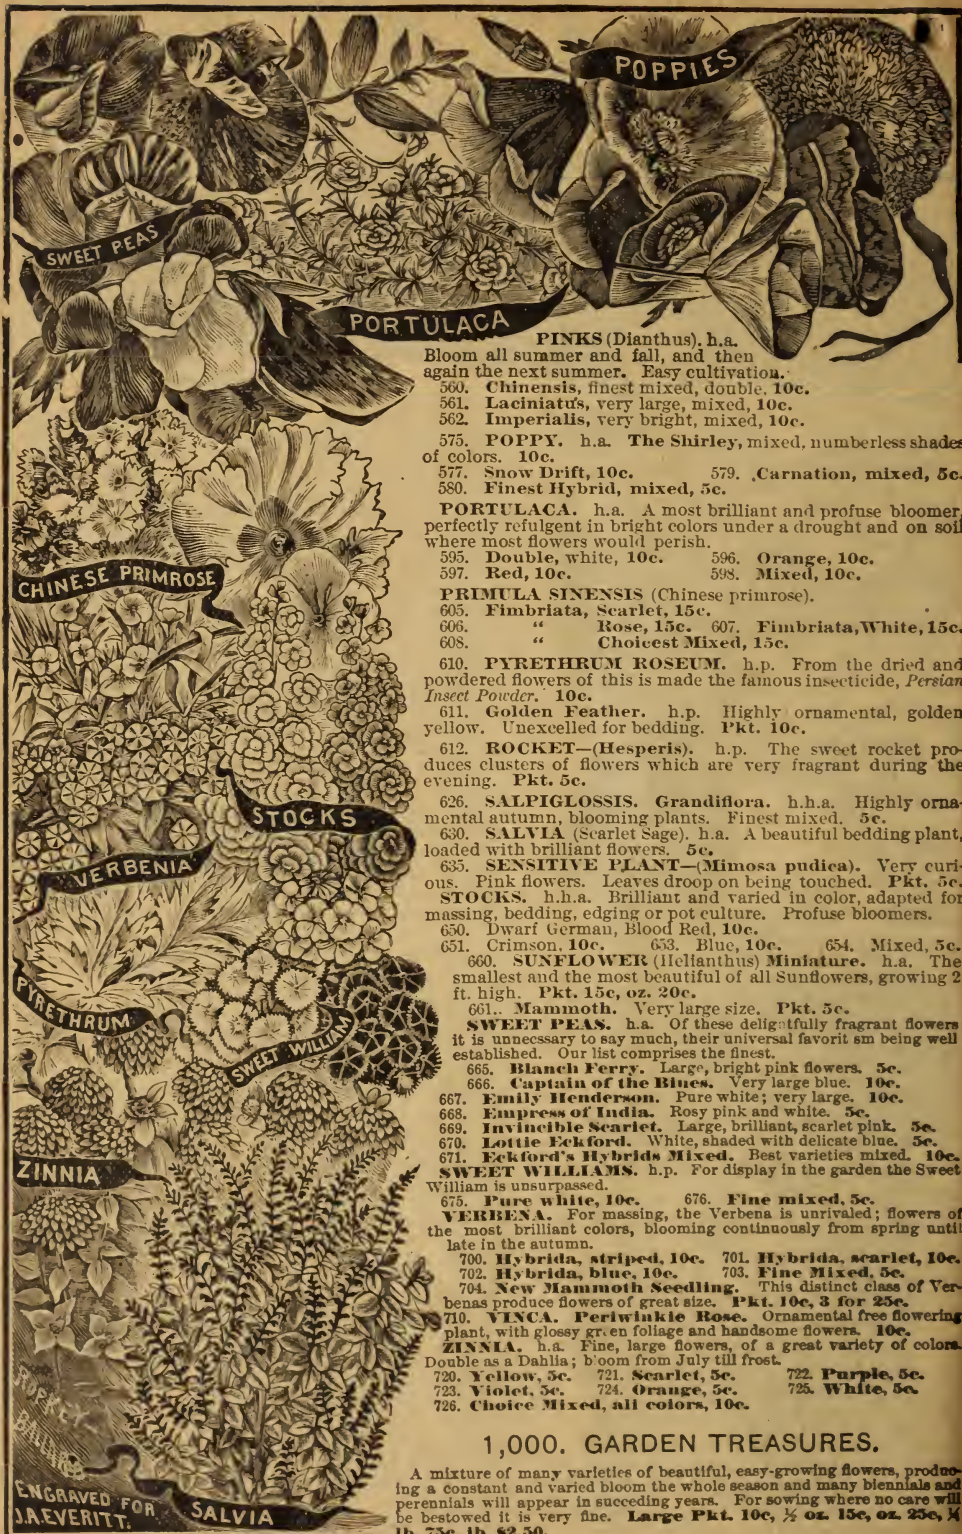 POPPIES
SWEET PEAS
PORTULACA
CHINESE PRIMROSE
STOCKS
VERBENIA
PYRETHRUM
SWEET WILLIAM
ZINNIA
SALVIA
ENGRAVED FOR
J.A. EVERITT.
PINKS (Dianthus). h.a.
Bloom all summer and fall, and then
again the next summer. Easy cultivation.
560. Chinensis, finest mixed, double, 10c.
561. Laciniatus, very large, mixed, 10c.
562. Imperialis, very bright, mixed, 10c.
575. POPPY. h.a. The Shirley, mixed, numberless shades
of colors. 10c.
577. Snow Drift, 10c. 579. Carnation, mixed, 5c.
580. Finest Hybrid, mixed, 5c.
PORTULACA. h.a. A most brilliant and profuse bloomer,
perfectly refulgent in bright colors under a drought and on soil
where most flowers would perish.
595. Double, white, 10c. 596. Orange, 10c.
597. Red, 10c. 598. Mixed, 10c.
PRIMULA SINENSIS (Chinese primrose).
605. Fimbriata, Scarlet, 15c.
606. “ Rose, 15c. 607. Fimbriata, White, 15c.
608. “ Choicest Mixed, 15c.
610. PYRETHRUM ROSEUM. h.p. From the dried and
powdered flowers of this is made the famous insecticide, Persian
Insect Powder. 10c.
611. Golden Feather. h.p. Highly ornamental, golden
yellow. Unexcelled for bedding. Pkt. 10c.
612. ROCKET—(Hesperis). h.p. The sweet rocket pro-
duces clusters of flowers which are very fragrant during the
evening. Pkt. 5c.
626. SALPIGLOSSIS. Grandiflora. h.h.a. Highly orna-
mental autumn, blooming plants. Finest mixed. 5c.
630. SALVIA (Scarlet Sage). h.a. A beautiful bedding plant,
loaded with brilliant flowers. 5c.
635. SENSITIVE PLANT—(Mimosa pudica). Very curi-
ous. Pink flowers. Leaves droop on being touched. Pkt. 5c.
STOCKS. h.h.a. Brilliant and varied in color, adapted for
massing, bedding, edging or pot culture. Profuse bloomers.
650. Dwarf German, Blood Red, 10c.
651. Crimson, 10c. 653. Blue, 10c. 654. Mixed, 5c.
660. SUNFLOWER (Helianthus) Miniature. h.a. The
smallest and the most beautiful of all Sunflowers, growing 2
ft. high. Pkt. 15c, oz. 20c.
661.. Mammoth. Very large size. Pkt. 5c.
SWEET PEAS. h.a. Of these delightfully fragrant flowers
it is unnecssary to say much, their universal favorit sm being well
established. Our list comprises the finest.
665. Blanch Ferry. Large, bright pink flowers. 5c.
666. Captain of the Blues. Very large blue. 10c.
667. Emily Henderson. Pure white; very large. 10c.
668. Empress of India. Rosy pink and white. 5c.
669. Invincible Scarlet. Large, brilliant, scarlet pink. 5c.
670. Lottie Eckford. White, shaded with delicate blue. 5c.
671. Eckford's Hybrids Mixed. Best varieties mixed. 10c.
SWEET WILLIAMS. h.p. For display in the garden the Sweet
William is unsurpassed.
675. Pure white, 10c. 676. Fine mixed, 5c.
VERBENA. For massing, the Verbena is unrivaled; flowers of
the most brilliant colors, blooming continuously from spring until
late in the autumn.
700. Hybrida, striped, 10c. 701. Hybrida, scarlet, 10c.
702. Hybrida, blue, 10c. 703. Fine Mixed, 5c.
704. New Mammoth Seedling. This distinct class of Ver-
benas produce flowers of great size. Pkt. 10c, 3 for 25c.
710. VINCA. Periwinkle Rose. Ornamental free flowering
plant, with glossy green foliage and handsome flowers. 10c.
ZINNIA. h.a. Fine, large flowers, of a great variety of colors.
Double as a Dahlia; bloom from July till frost.
720. Yellow, 5c. 721. Scarlet, 5c. 722. Purple, 5c.
723. Violet, 5c. 724. Orange, 5c. 725. White, 5c.
726. Choice Mixed, all colors, 10c.
1,000. GARDEN TREASURES.
A mixture of many varieties of beautiful, easy-growing flowers, produc-
ing a constant and varied bloom the whole season and many biennials and
perennials will appear in succeding years. For sowing where no care will
be bestowed it is very fine. Large Pkt. 10c, ½ oz. 15c, oz. 25c, ¼
lb. 75c, lb. $2.50.